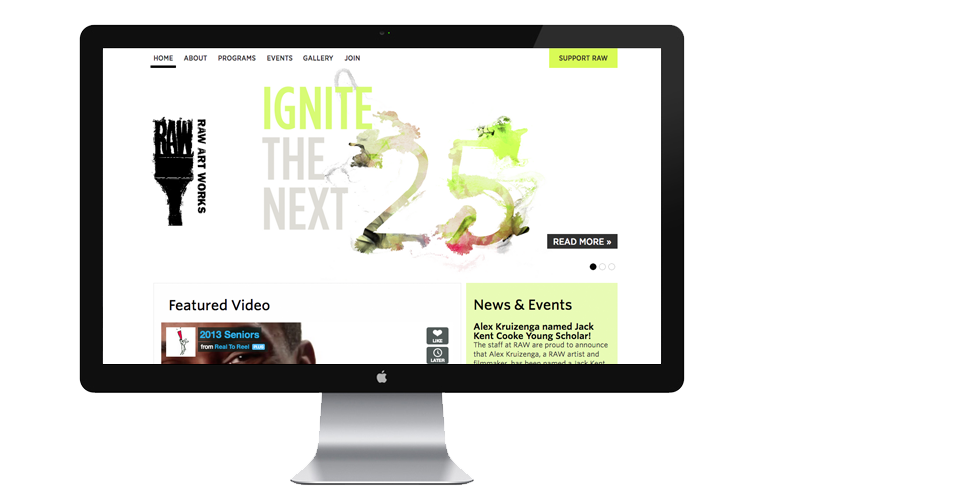 HOME ABOUT PROGRAMS EVENTS GALLERY JOIN
SUPPORT RAW
RAW
RAW ART WORKS
IGNITE
THE
NEXT
25
READ MORE »
Featured Video
2013 Seniors
from Real To Reel PLUS
LIKE
LATER
News & Events
Alex Kruizenga named Jack
Kent Cooke Young Scholar!
The staff at RAW are proud to announce
that Alex Kruizenga, a RAW artist and
filmmaker, has been named a Jack Kent